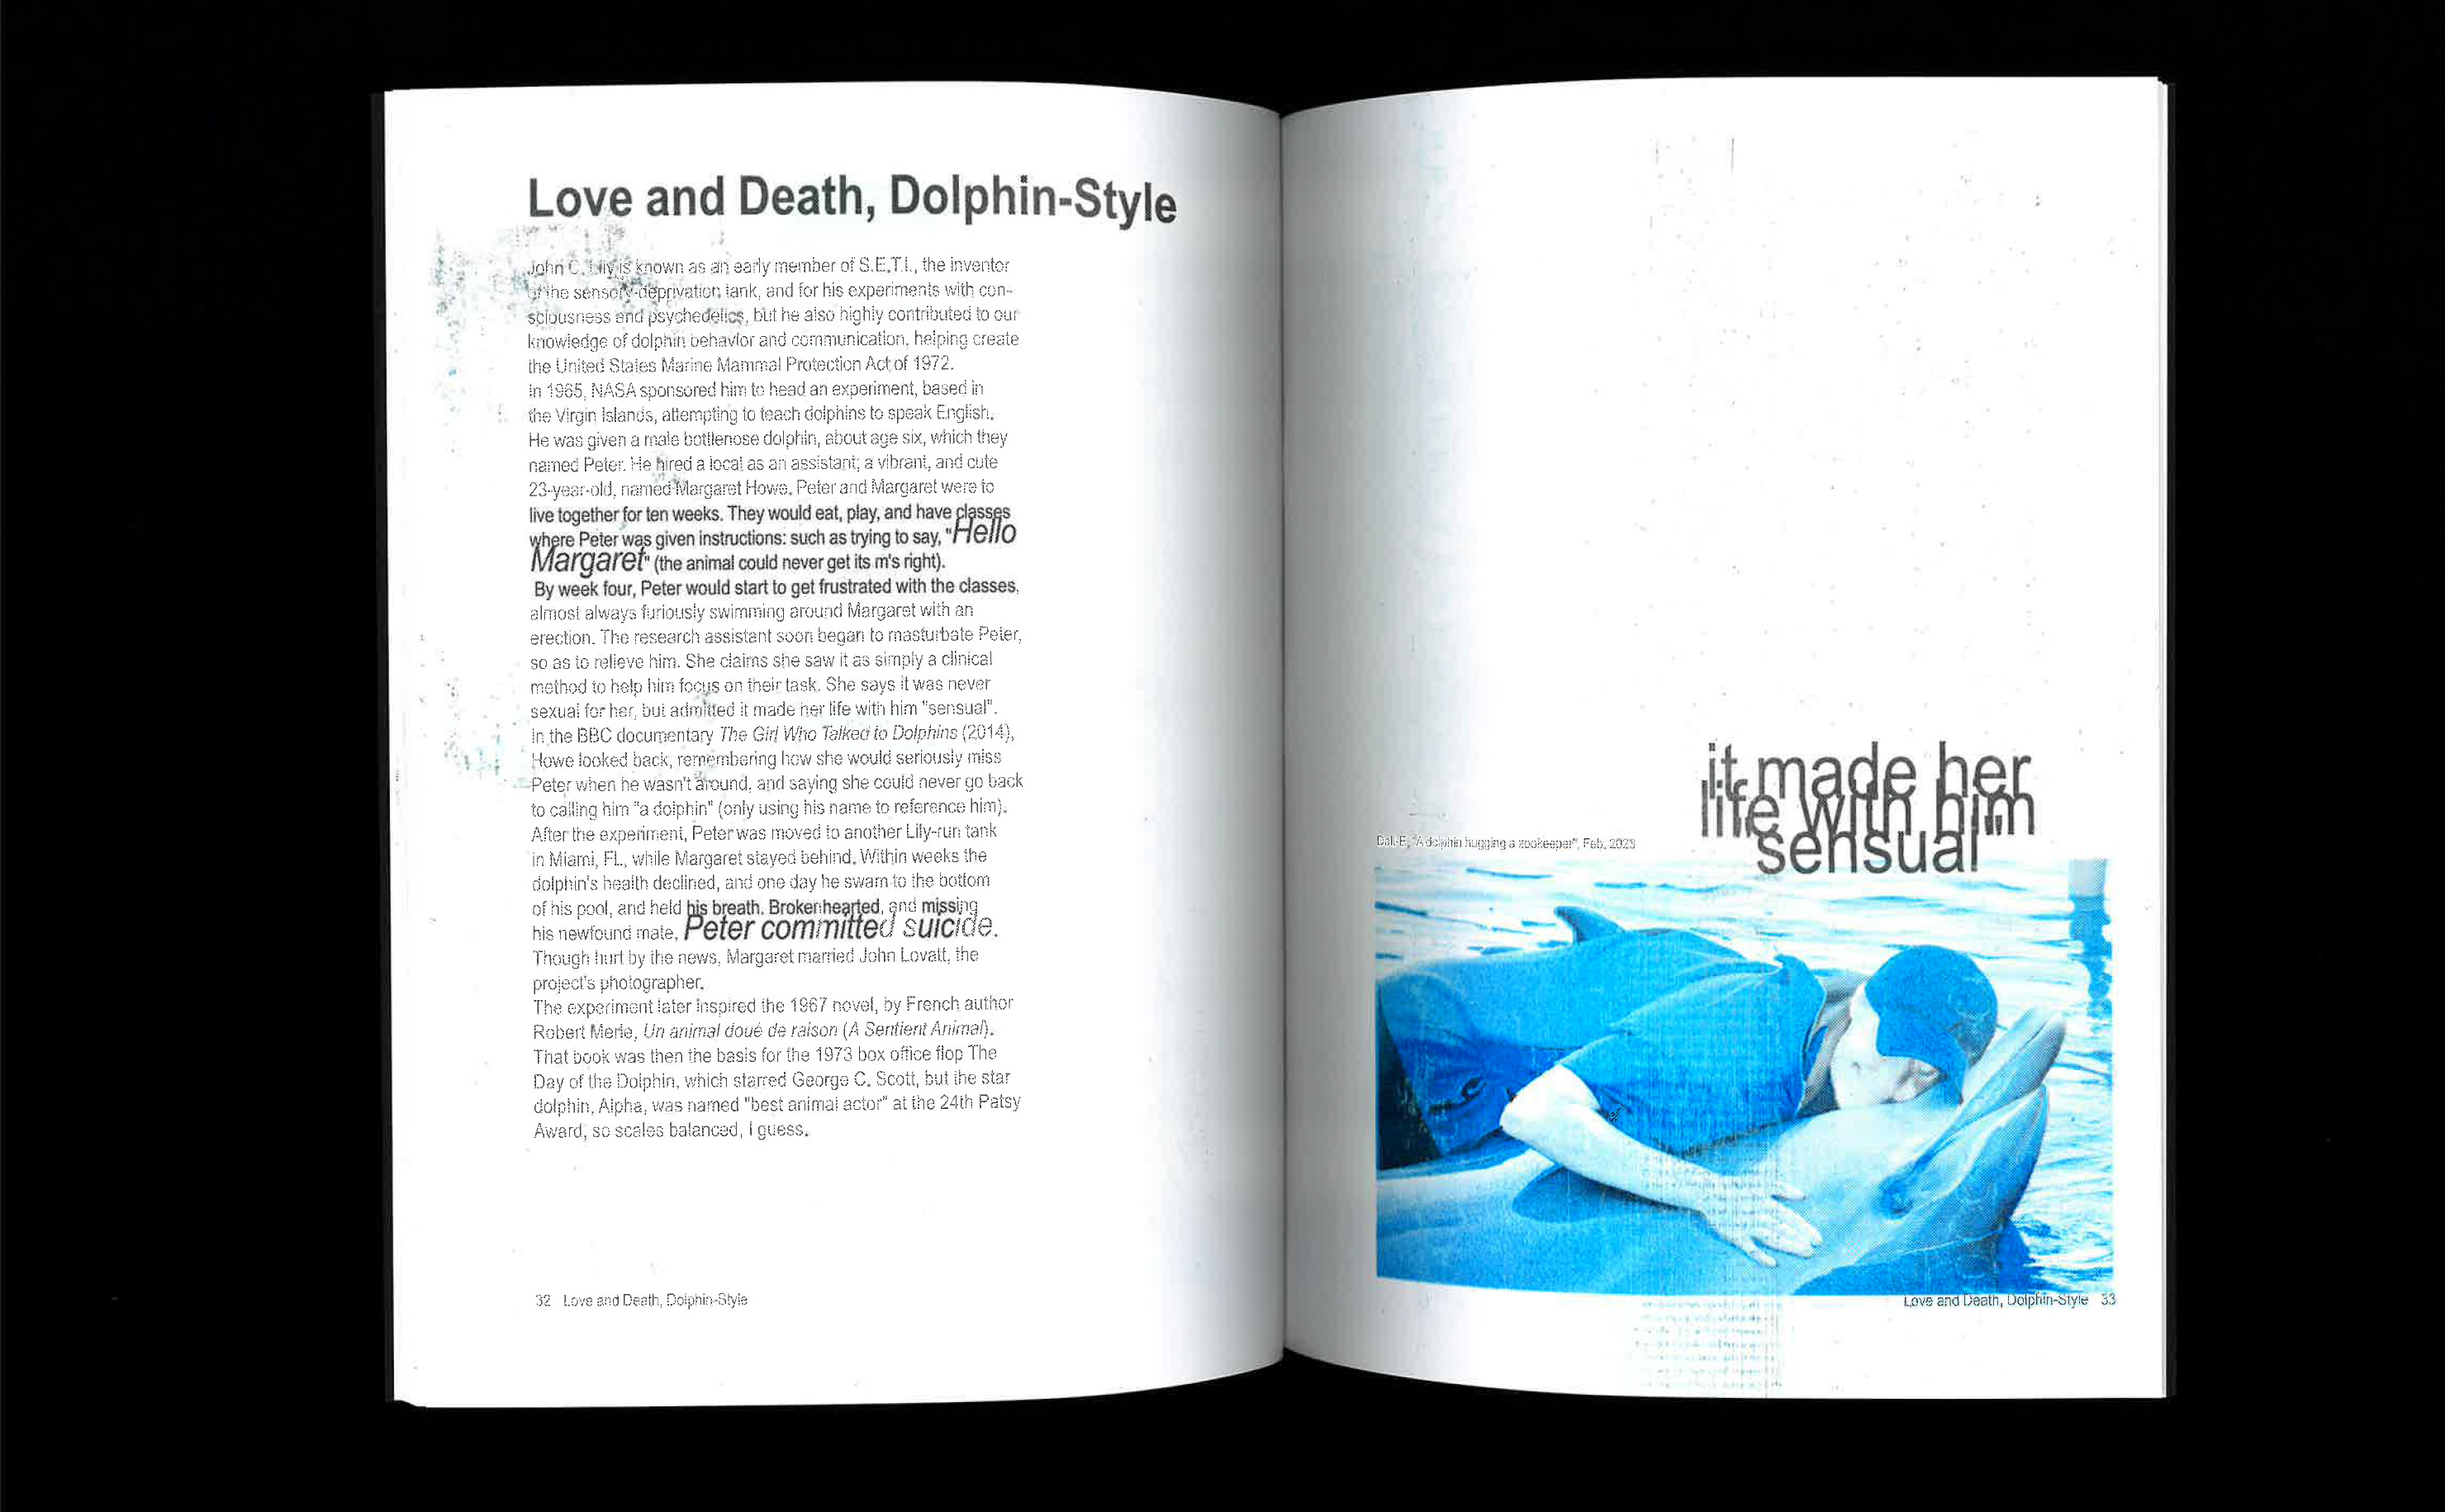 Love and Death, Dolphin-Style
John C. Lily is known as an early member of S.E.T.I., the inventor
of the sensory-deprivation tank, and for his experiments with con-
sciousness and psychedelics, but he also highly contributed to our
knowledge of dolphin behavior and communication, helping create
the United States Marine Mammal Protection Act of 1972.
In 1965, NASA sponsored him to head an experiment, based in
the Virgin Islands, attempting to teach dolphins to speak English.
He was given a male bottlenose dolphin, about age six, which they
named Peter. He hired a local as an assistant; a vibrant, and cute
23-year-old, named Margaret Howe. Peter and Margaret were to
live together for ten weeks. They would eat, play, and have classes
where Peter was given instructions: such as trying to say, "Hello
Margaret" (the animal could never get its m's right).
By week four, Peter would start to get frustrated with the classes,
almost always furiously swimming around Margaret with an
erection. The research assistant soon began to masturbate Peter,
so as to relieve him. She claims she saw it as simply a clinical
method to help him focus on their task. She says it was never
sexual for her, but admitted it made her life with him "sensual".
In the BBC documentary The Girl Who Talked to Dolphins (2014),
Howe looked back, remembering how she would seriously miss
Peter when he wasn't around, and saying she could never go back
to calling him "a dolphin" (only using his name to reference him).
After the experiment, Peter was moved to another Lily-run tank
in Miami, FL, while Margaret stayed behind. Within weeks the
dolphin's health declined, and one day he swam to the bottom
of his pool, and held his breath. Brokenhearted, and missing
his newfound mate, Peter committed suicide.
Though hurt by the news, Margaret married John Lovatt, the
project's photographer.
The experiment later inspired the 1967 novel, by French author
Robert Merle, Un animal doué de raison (A Sentient Animal).
That book was then the basis for the 1973 box office flop The
Day of the Dolphin, which starred George C. Scott, but the star
dolphin, Alpha, was named "best animal actor" at the 24th Patsy
Award, so scales balanced, I guess.
32 Love and Death, Dolphin-Style
it made her
life with him
sensual
Dall-E, "A dolphin hugging a zookeeper", Feb, 2023
Love and Death, Dolphin-Style 33